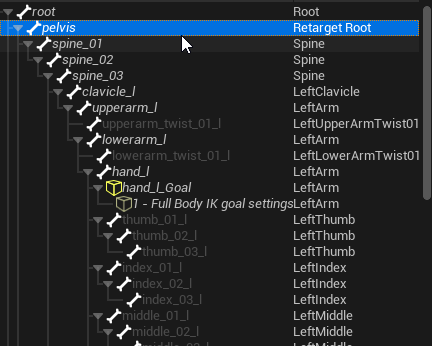 root Root
pelvis Retarget Root
spine_01 Spine
spine_02 Spine
spine_03 Spine
clavicle_l LeftClavicle
upperarm_l LeftArm
upperarm_twist_01_l LeftUpperArmTwist01
lowerarm_l LeftArm
lowerarm_twist_01_l LeftLowerArmTwist01
hand_l LeftArm
hand_l_Goal LeftArm
1 - Full Body IK goal settings LeftArm
thumb_01_l LeftThumb
thumb_02_l LeftThumb
thumb_03_l LeftThumb
index_01_l LeftIndex
index_02_l LeftIndex
index_03_l LeftIndex
middle_01_l LeftMiddle
middle_02_l LeftMiddle